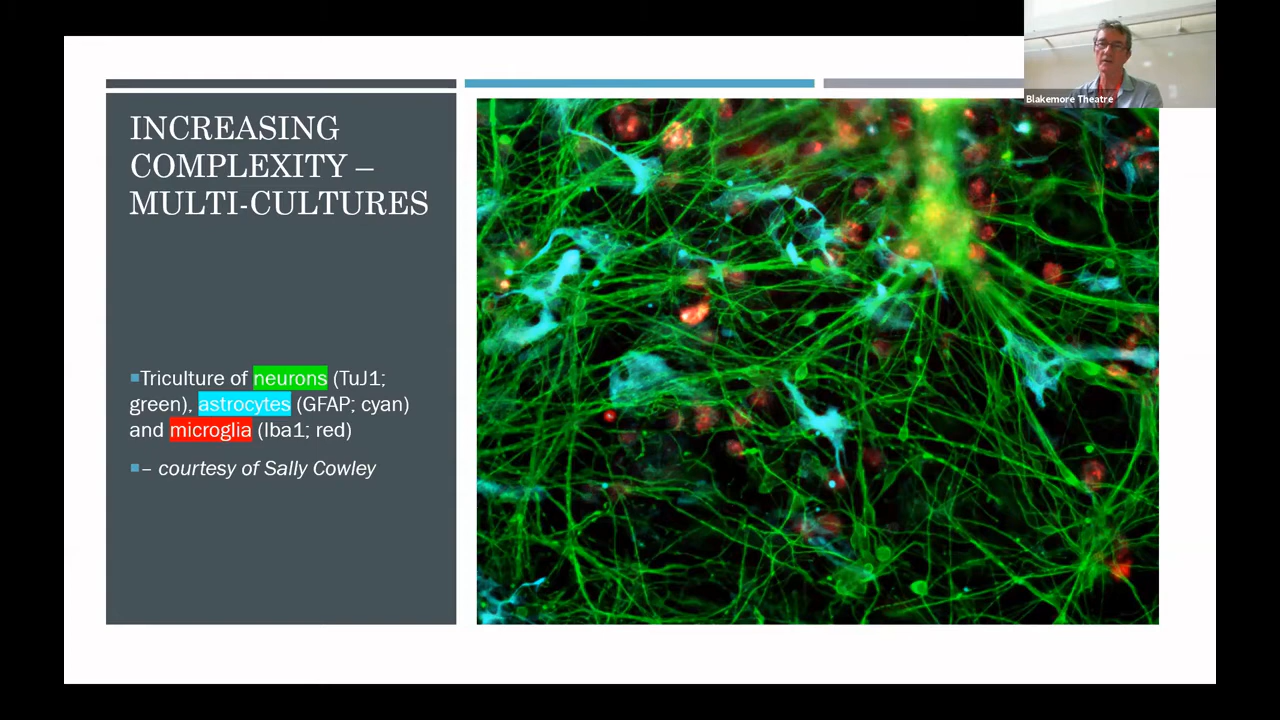 INCREASING
COMPLEXITY –
MULTI-CULTURES
Triculture of neurons (TuJ1;
green), astrocytes (GFAP; cyan)
and microglia (Iba1; red)
– courtesy of Sally Cowley
Blakemore Theatre